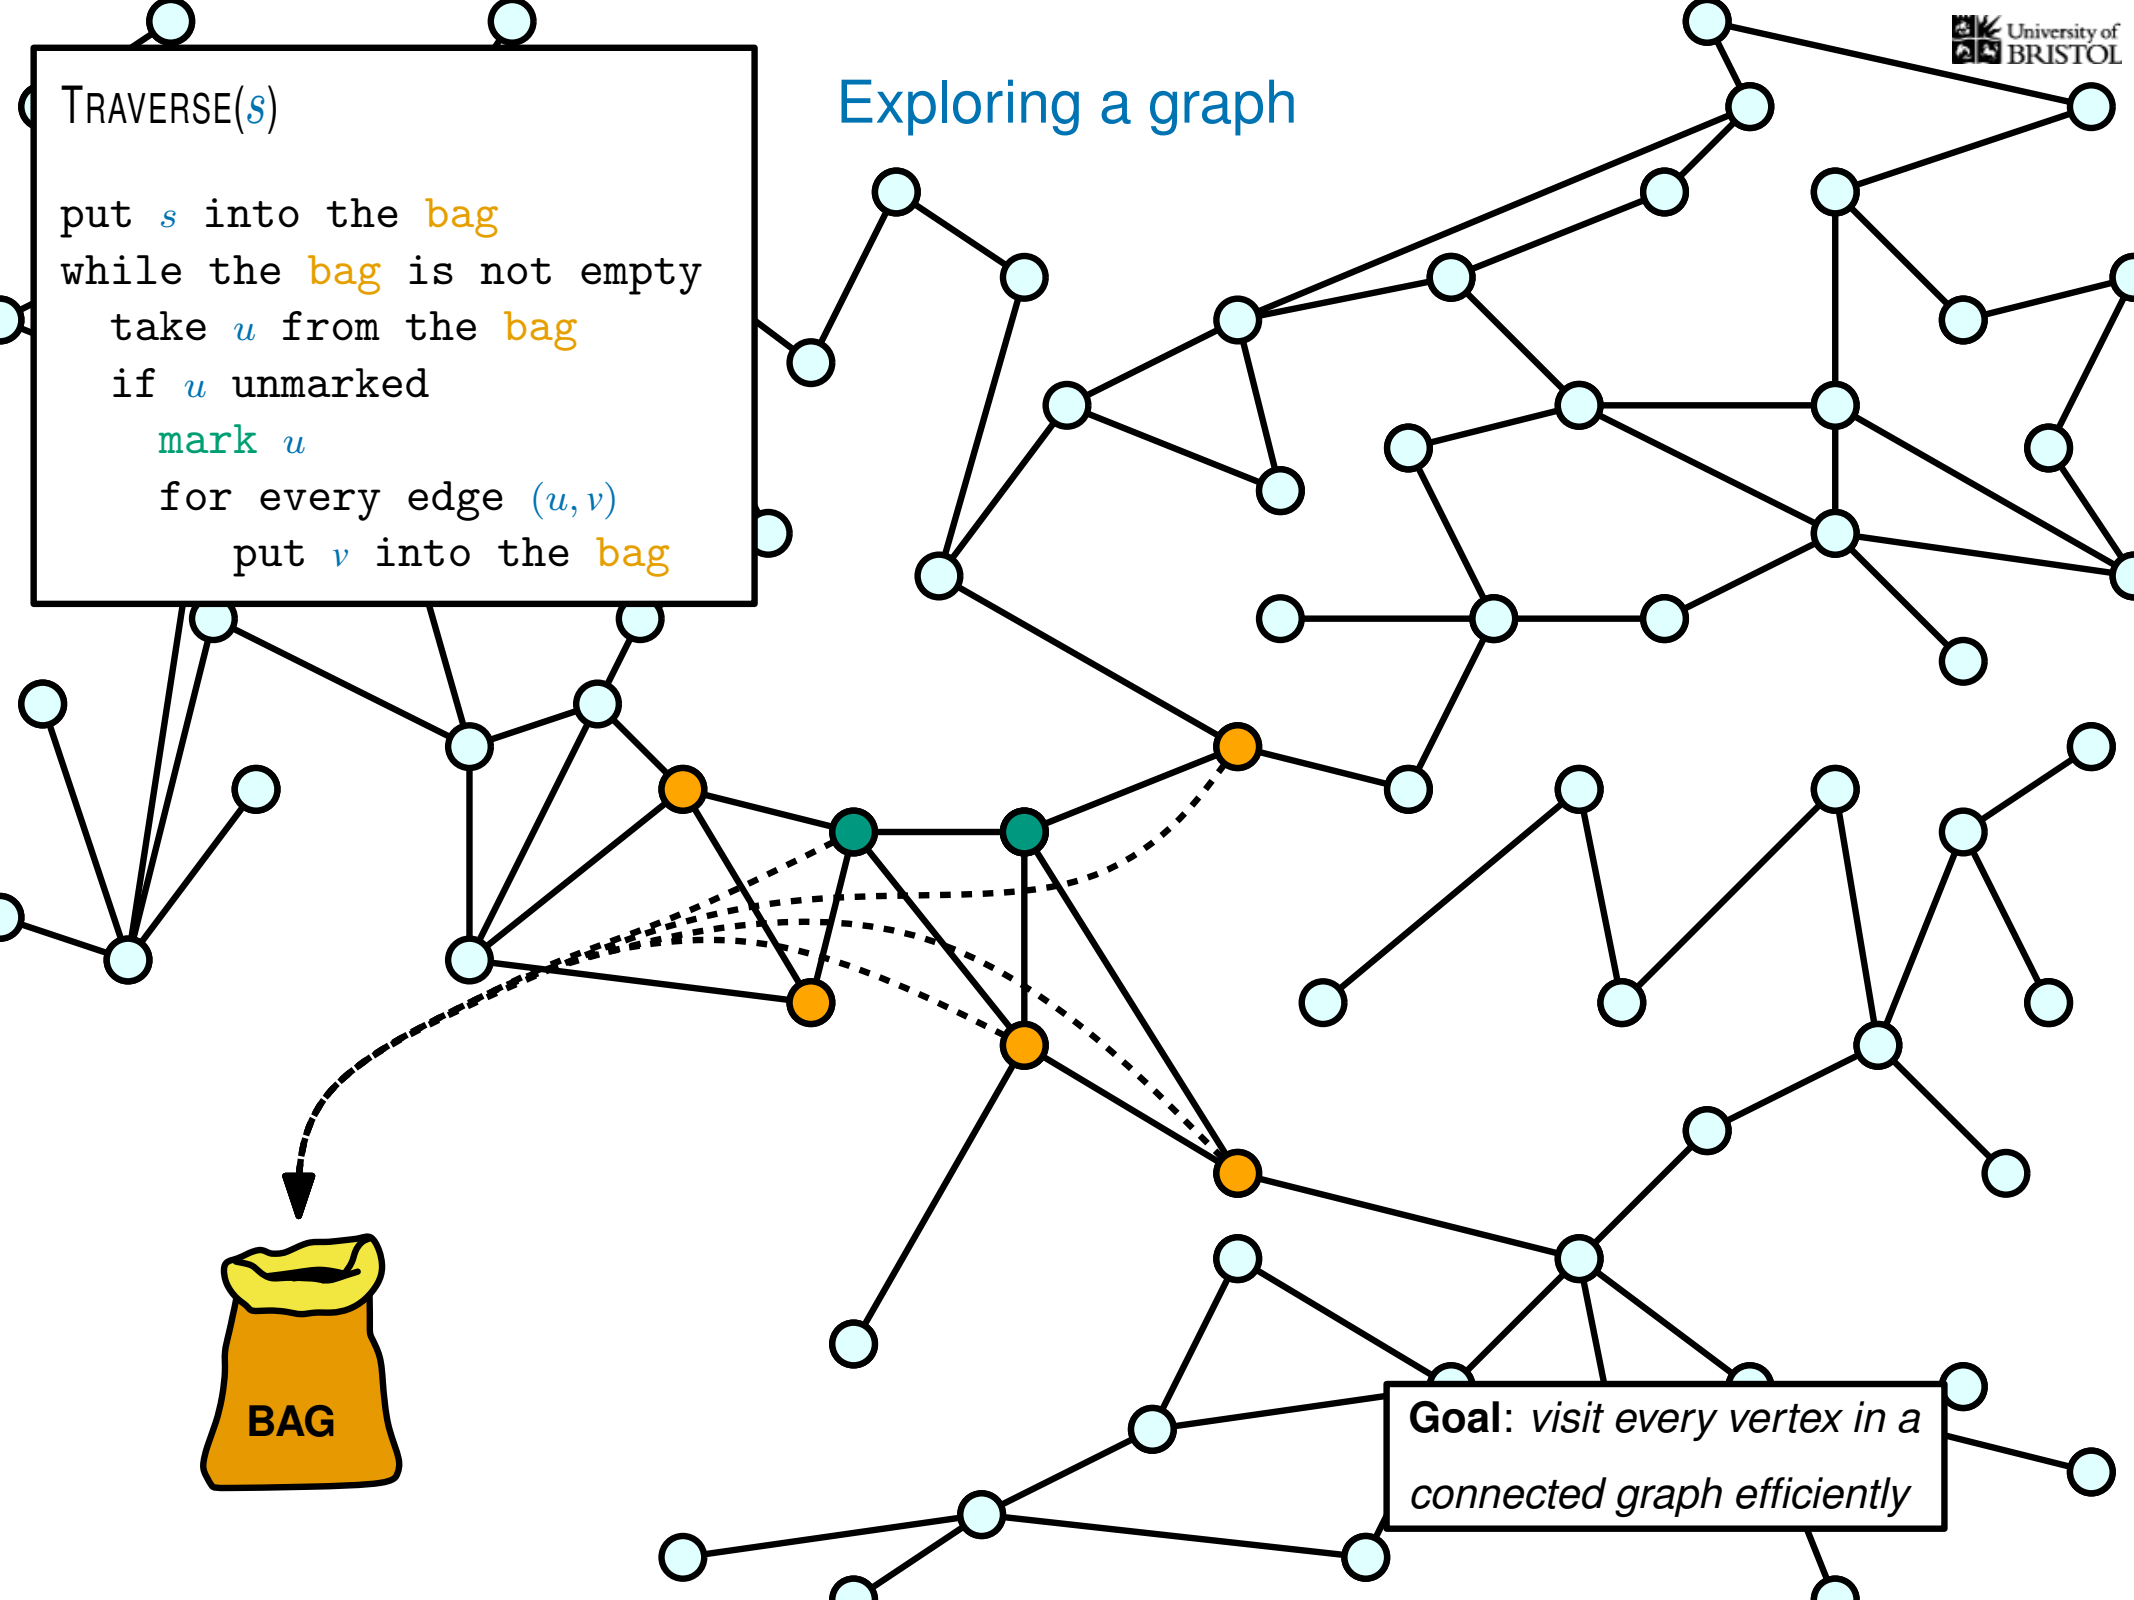 University of
BRISTOL
Exploring a graph
TRAVERSE(s)
put s into the bag
while the bag is not empty
take u from the bag
if u unmarked
mark u
for every edge (u, v)
put v into the bag
BAG
Goal: visit every vertex in a
connected graph efficiently